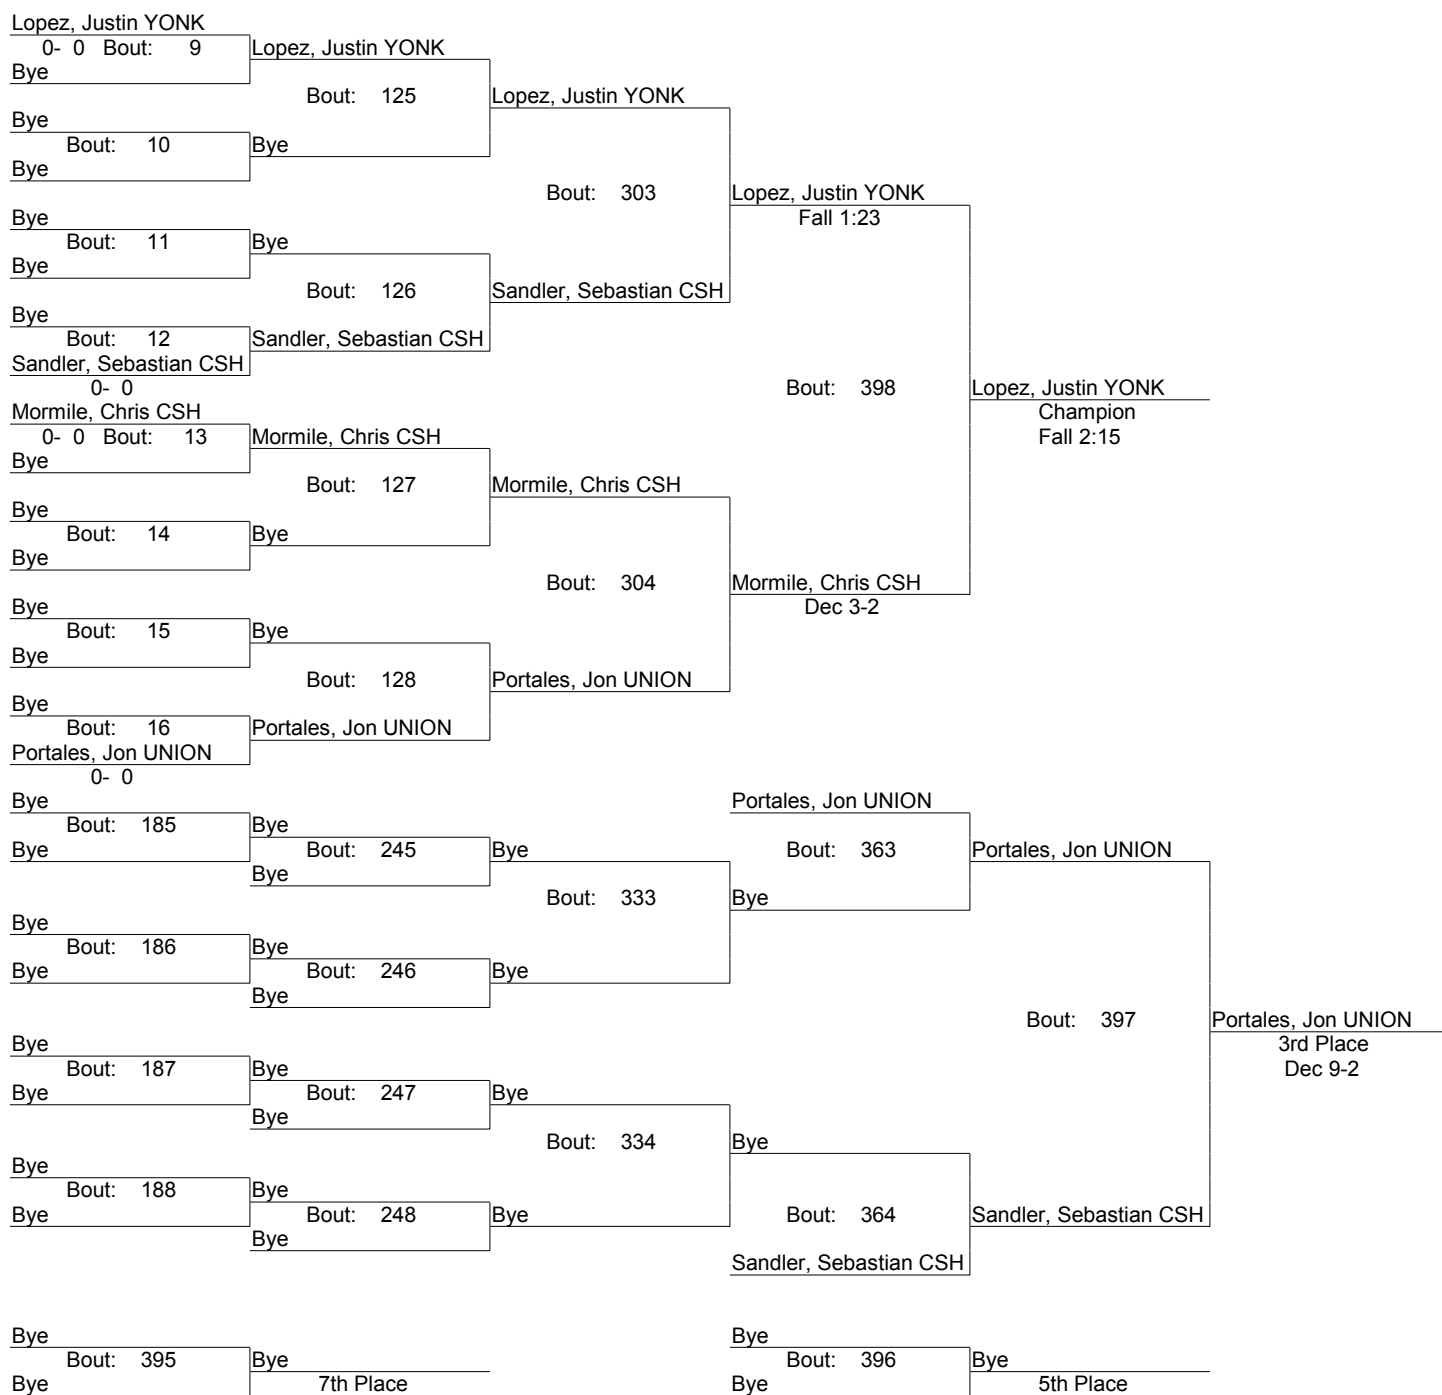 Lopez, Justin YONK
0- 0 Bout: 9 Lopez, Justin YONK
Bye
Bout: 125 Lopez, Justin YONK
Bye
Bout: 10 Bye
Bye
Bout: 303 Lopez, Justin YONK
Bye Fall 1:23
Bout: 11 Bye
Bye
Bout: 126 Sandler, Sebastian CSH
Bye
Bout: 12 Sandler, Sebastian CSH
Sandler, Sebastian CSH
0- 0 Bout: 398 Lopez, Justin YONK
Mormile, Chris CSH Champion
0- 0 Bout: 13 Mormile, Chris CSH Fall 2:15
Bye
Bout: 127 Mormile, Chris CSH
Bye
Bout: 14 Bye
Bye
Bout: 304 Mormile, Chris CSH
Bye Dec 3-2
Bout: 15 Bye
Bye
Bout: 128 Portales, Jon UNION
Bye
Bout: 16 Portales, Jon UNION
Portales, Jon UNION
0- 0
Bye Portales, Jon UNION
Bout: 185 Bye
Bye Bout: 245 Bye Bout: 363 Portales, Jon UNION
Bye
Bout: 333 Bye
Bye
Bout: 186 Bye
Bye Bout: 246 Bye
Bye
Bout: 397 Portales, Jon UNION
Bye 3rd Place
Bout: 187 Bye Dec 9-2
Bye Bout: 247 Bye
Bye
Bout: 334 Bye
Bye
Bout: 188 Bye
Bye Bout: 248 Bye Bout: 364 Sandler, Sebastian CSH
Bye
Sandler, Sebastian CSH
Bye Bye
Bout: 395 Bye Bout: 396 Bye
Bye 7th Place Bye 5th Place